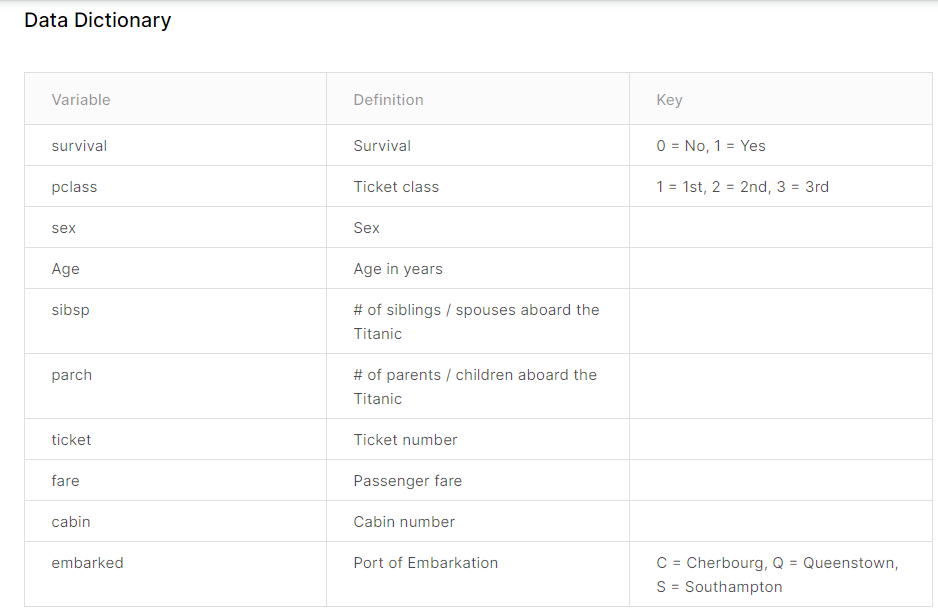 Data Dictionary
Variable Definition Key
survival Survival 0 = No, 1 = Yes
pclass Ticket class 1 = 1st, 2 = 2nd, 3 = 3rd
sex Sex
Age Age in years
sibsp # of siblings / spouses aboard the
Titanic
parch # of parents / children aboard the
Titanic
ticket Ticket number
fare Passenger fare
cabin Cabin number
embarked Port of Embarkation C = Cherbourg, Q = Queenstown,
S = Southampton